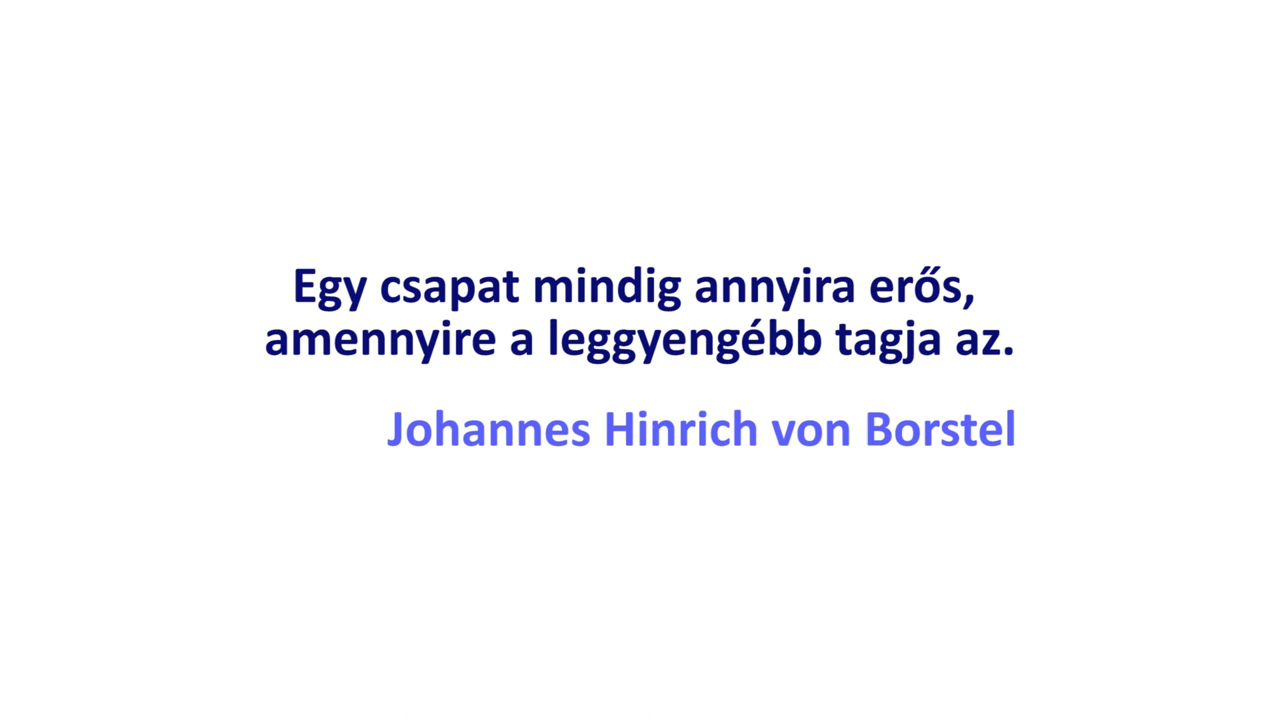 Egy csapat mindig annyira erős,
amennyire a leggyengébb tagja az.
Johannes Hinrich von Borstel